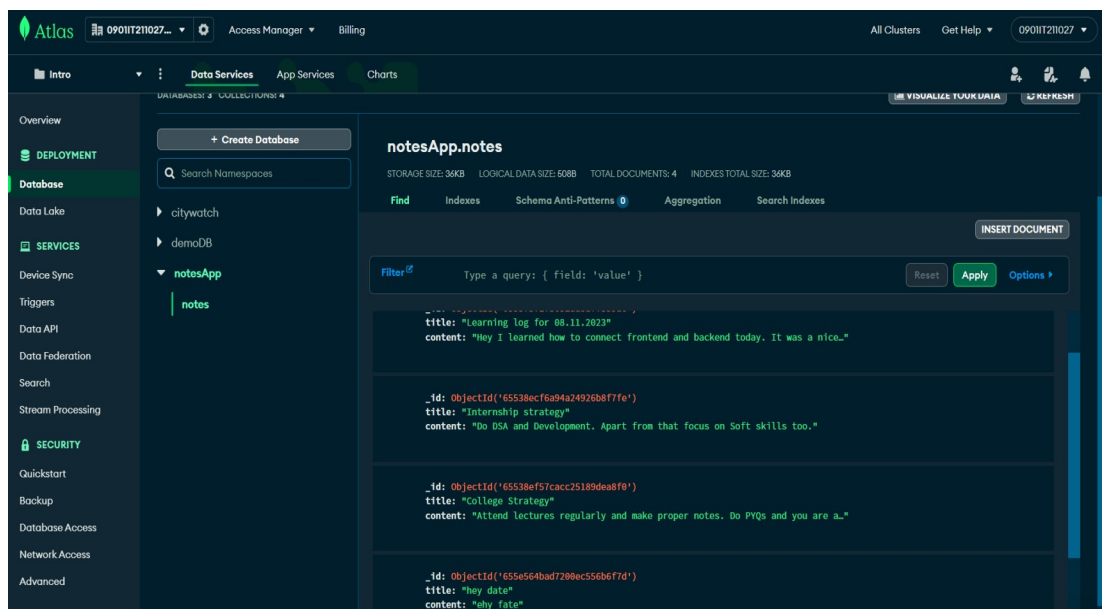 Atlas 0901IT211027... Access Manager Billing All Clusters Get Help 0901IT211027
Intro Data Services App Services Charts
DATABASES: 3 COLLECTIONS: 4 VISUALIZE YOUR DATA REFRESH
Overview
DEPLOYMENT
Database
Data Lake
SERVICES
Device Sync
Triggers
Data API
Data Federation
Search
Stream Processing
SECURITY
Quickstart
Backup
Database Access
Network Access
Advanced
+ Create Database
Search Namespaces
citywatch
demoDB
notesApp
notes
notesApp.notes
STORAGE SIZE: 36KB LOGICAL DATA SIZE: 508B TOTAL DOCUMENTS: 4 INDEXES TOTAL SIZE: 36KB
Find Indexes Schema Anti-Patterns 0 Aggregation Search Indexes
INSERT DOCUMENT
Filter Type a query: { field: 'value' } Reset Apply Options
title: "Learning log for 08.11.2023"
content: "Hey I learned how to connect frontend and backend today. It was a nice…"
_id: ObjectId('65538ecf6a94a24926b8f7fe')
title: "Internship strategy"
content: "Do DSA and Development. Apart from that focus on Soft skills too."
_id: ObjectId('65538ef57cacc25189dea8f0')
title: "College Strategy"
content: "Attend lectures regularly and make proper notes. Do PYQs and you are a…"
_id: ObjectId('655e564bad7200ec556b6f7d')
title: "hey date"
content: "ehy fate"